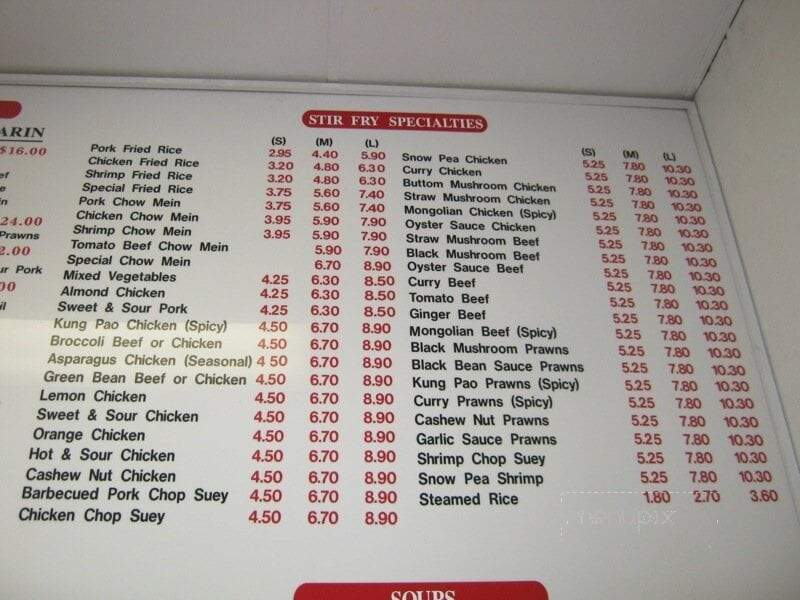 ARIN
$16.00
ef
e
in
24.00
Prawns
2.00
ur Pork
00
il
STIR FRY SPECIALTIES
(S) (M) (L)
Pork Fried Rice 2.95 4.40 5.90
Chicken Fried Rice 3.20 4.80 6.30
Shrimp Fried Rice 3.20 4.80 6.30
Special Fried Rice 3.75 5.60 7.40
Pork Chow Mein 3.75 5.60 7.40
Chicken Chow Mein 3.95 5.90 7.90
Shrimp Chow Mein 3.95 5.90 7.90
Tomato Beef Chow Mein 5.90 7.90
Special Chow Mein 6.70 8.90
Mixed Vegetables 4.25 6.30 8.50
Almond Chicken 4.25 6.30 8.50
Sweet & Sour Pork 4.25 6.30 8.50
Kung Pao Chicken (Spicy) 4.50 6.70 8.90
Broccoli Beef or Chicken 4.50 6.70 8.90
Asparagus Chicken (Seasonal) 4 50 6.70 8.90
Green Bean Beef or Chicken 4.50 6.70 8.90
Lemon Chicken 4.50 6.70 8.90
Sweet & Sour Chicken 4.50 6.70 8.90
Orange Chicken 4.50 6.70 8.90
Hot & Sour Chicken 4.50 6.70 8.90
Cashew Nut Chicken 4.50 6.70 8.90
Barbecued Pork Chop Suey 4.50 6.70 8.90
Chicken Chop Suey 4.50 6.70 8.90
(S) (M) (L)
Snow Pea Chicken 5.25 7.80 10.30
Curry Chicken 5.25 7.80 10.30
Buttom Mushroom Chicken 5.25 7.80 10.30
Straw Mushroom Chicken 5.25 7.80 10.30
Mongolian Chicken (Spicy) 5.25 7.80 10.30
Oyster Sauce Chicken 5.25 7.80 10.30
Straw Mushroom Beef 5.25 7.80 10.30
Black Mushroom Beef 5.25 7.80 10.30
Oyster Sauce Beef 5.25 7.80 10.30
Curry Beef 5.25 7.80 10.30
Tomato Beef 5.25 7.80 10.30
Ginger Beef 5.25 7.80 10.30
Mongolian Beef (Spicy) 5.25 7.80 10.30
Black Mushroom Prawns 5.25 7.80 10.30
Black Bean Sauce Prawns 5.25 7.80 10.30
Kung Pao Prawns (Spicy) 5.25 7.80 10.30
Curry Prawns (Spicy) 5.25 7.80 10.30
Cashew Nut Prawns 5.25 7.80 10.30
Garlic Sauce Prawns 5.25 7.80 10.30
Shrimp Chop Suey 5.25 7.80 10.30
Snow Pea Shrimp 5.25 7.80 10.30
Steamed Rice 1.80 2.70 3.60
menupix
SOUPS